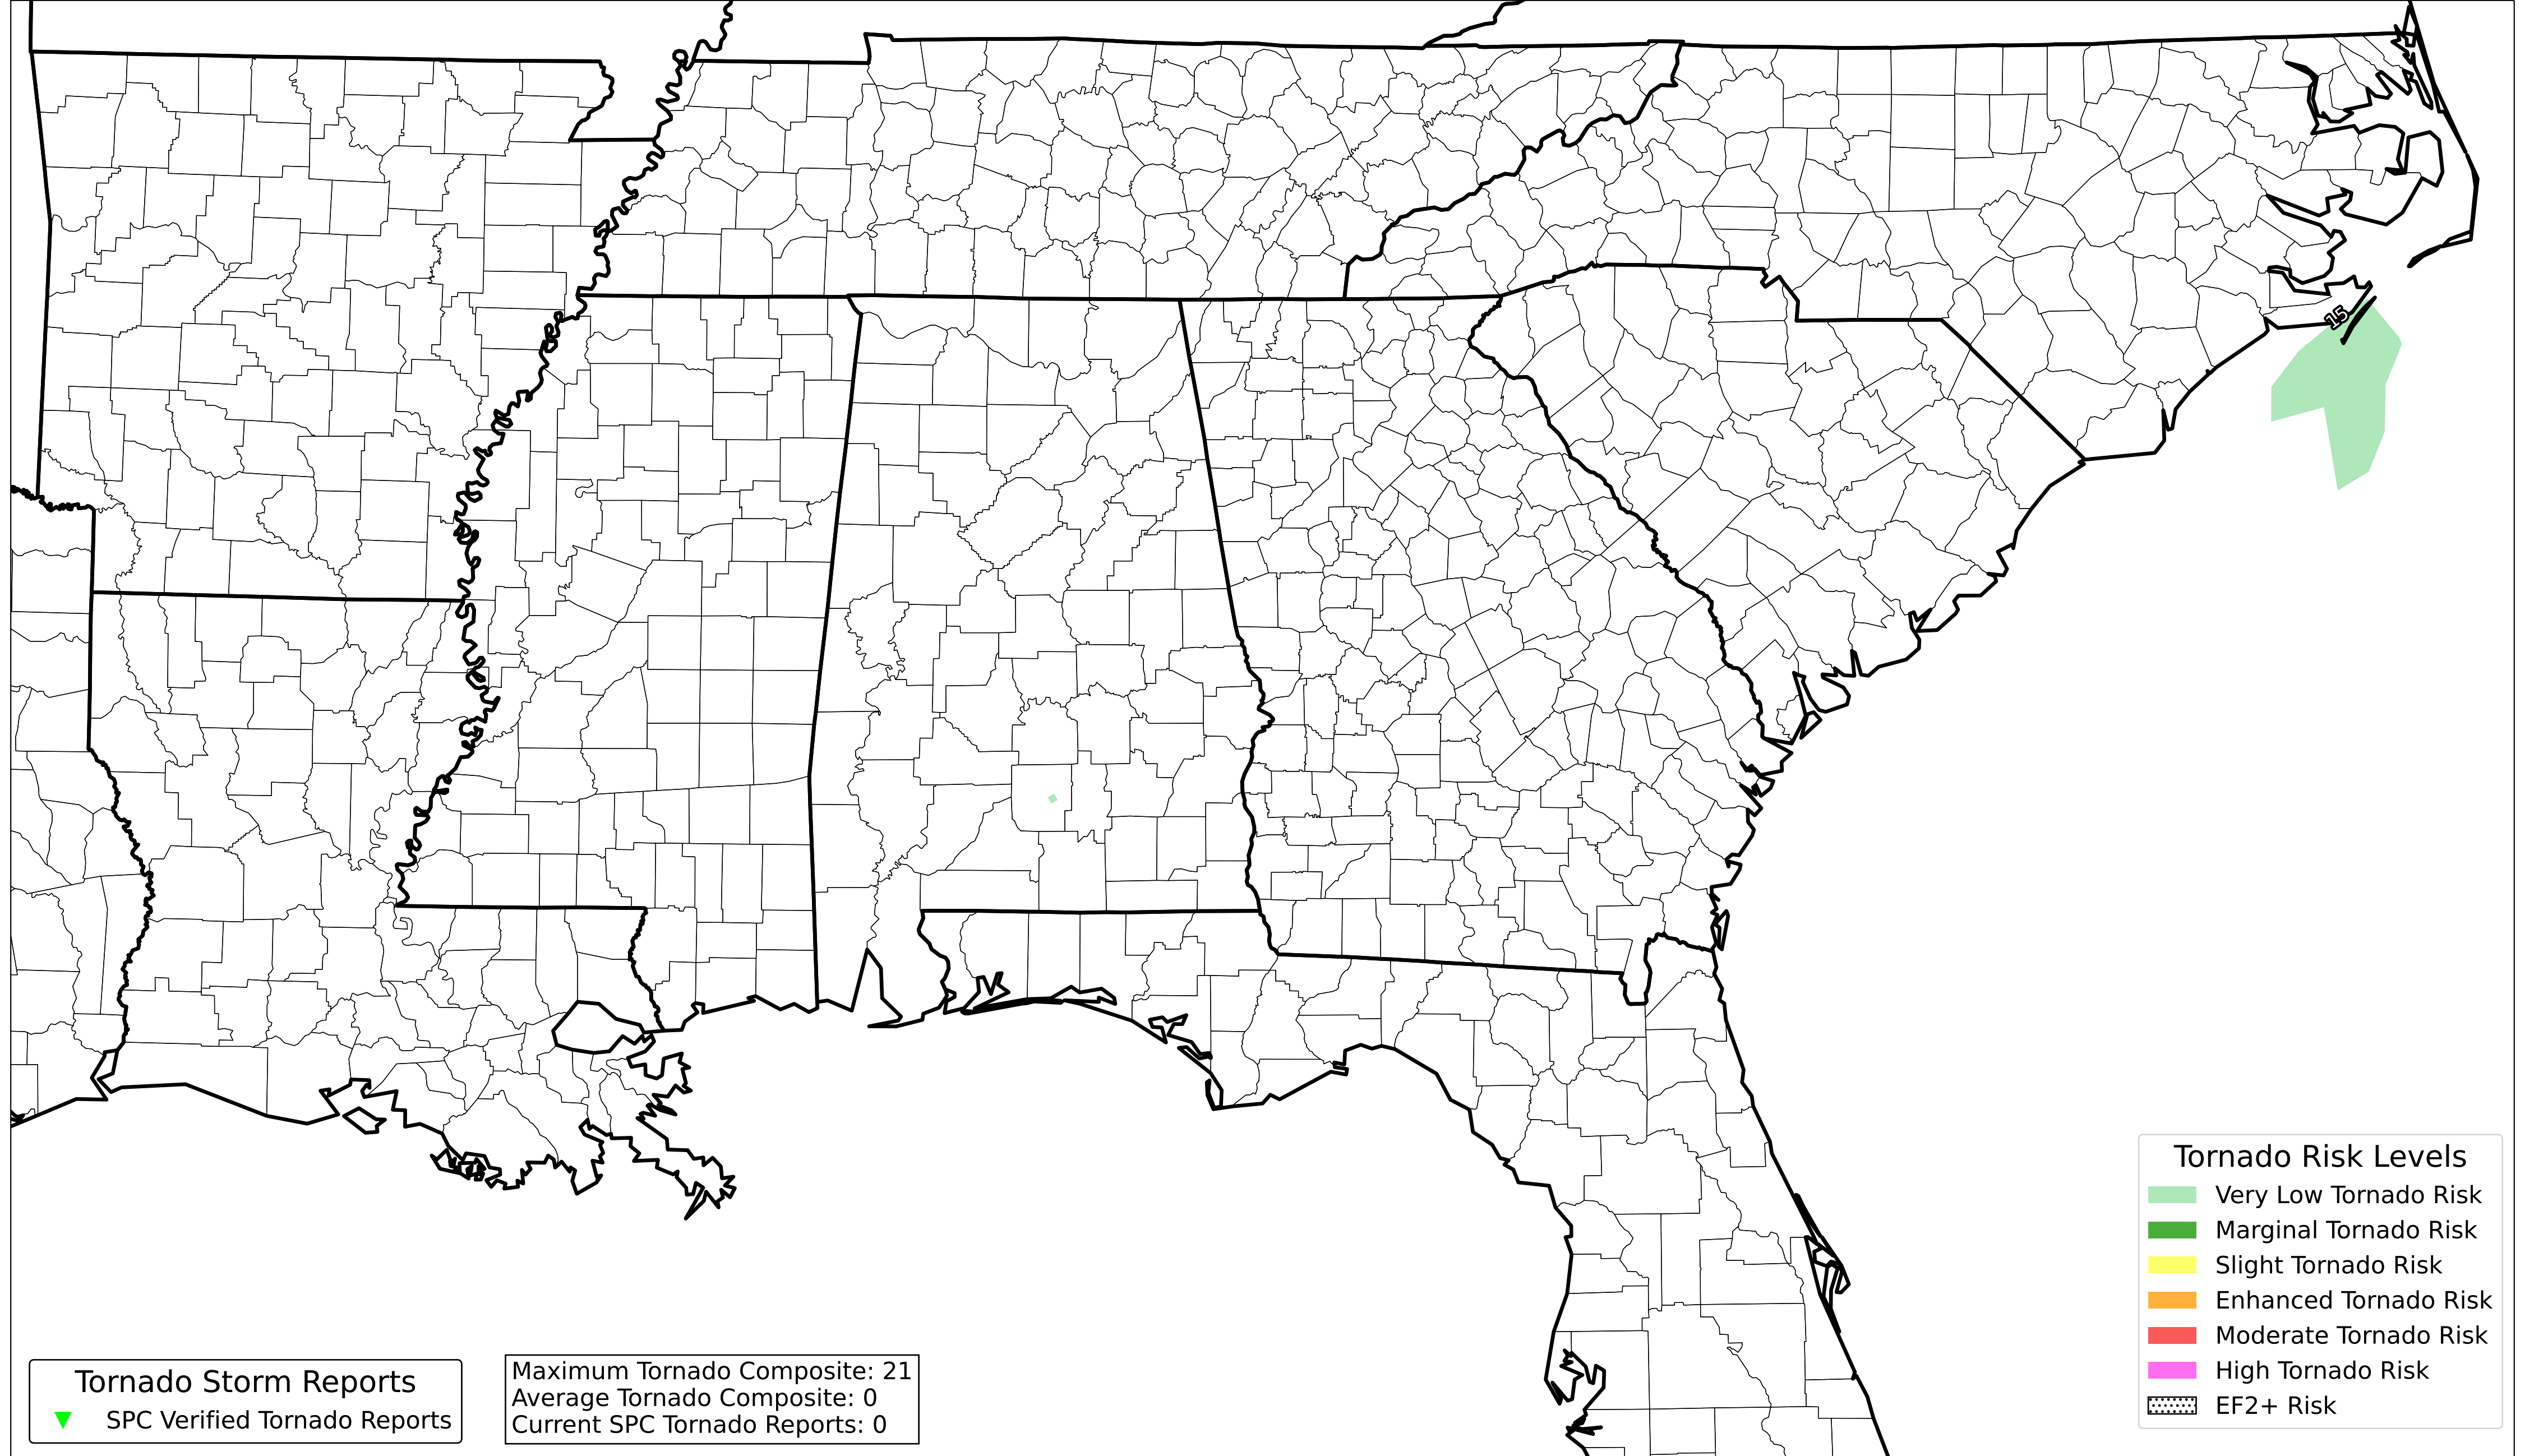 15
Tornado Risk Levels
Very Low Tornado Risk
Marginal Tornado Risk
Slight Tornado Risk
Enhanced Tornado Risk
Moderate Tornado Risk
High Tornado Risk
EF2+ Risk
Tornado Storm Reports
SPC Verified Tornado Reports
Maximum Tornado Composite: 21
Average Tornado Composite: 0
Current SPC Tornado Reports: 0